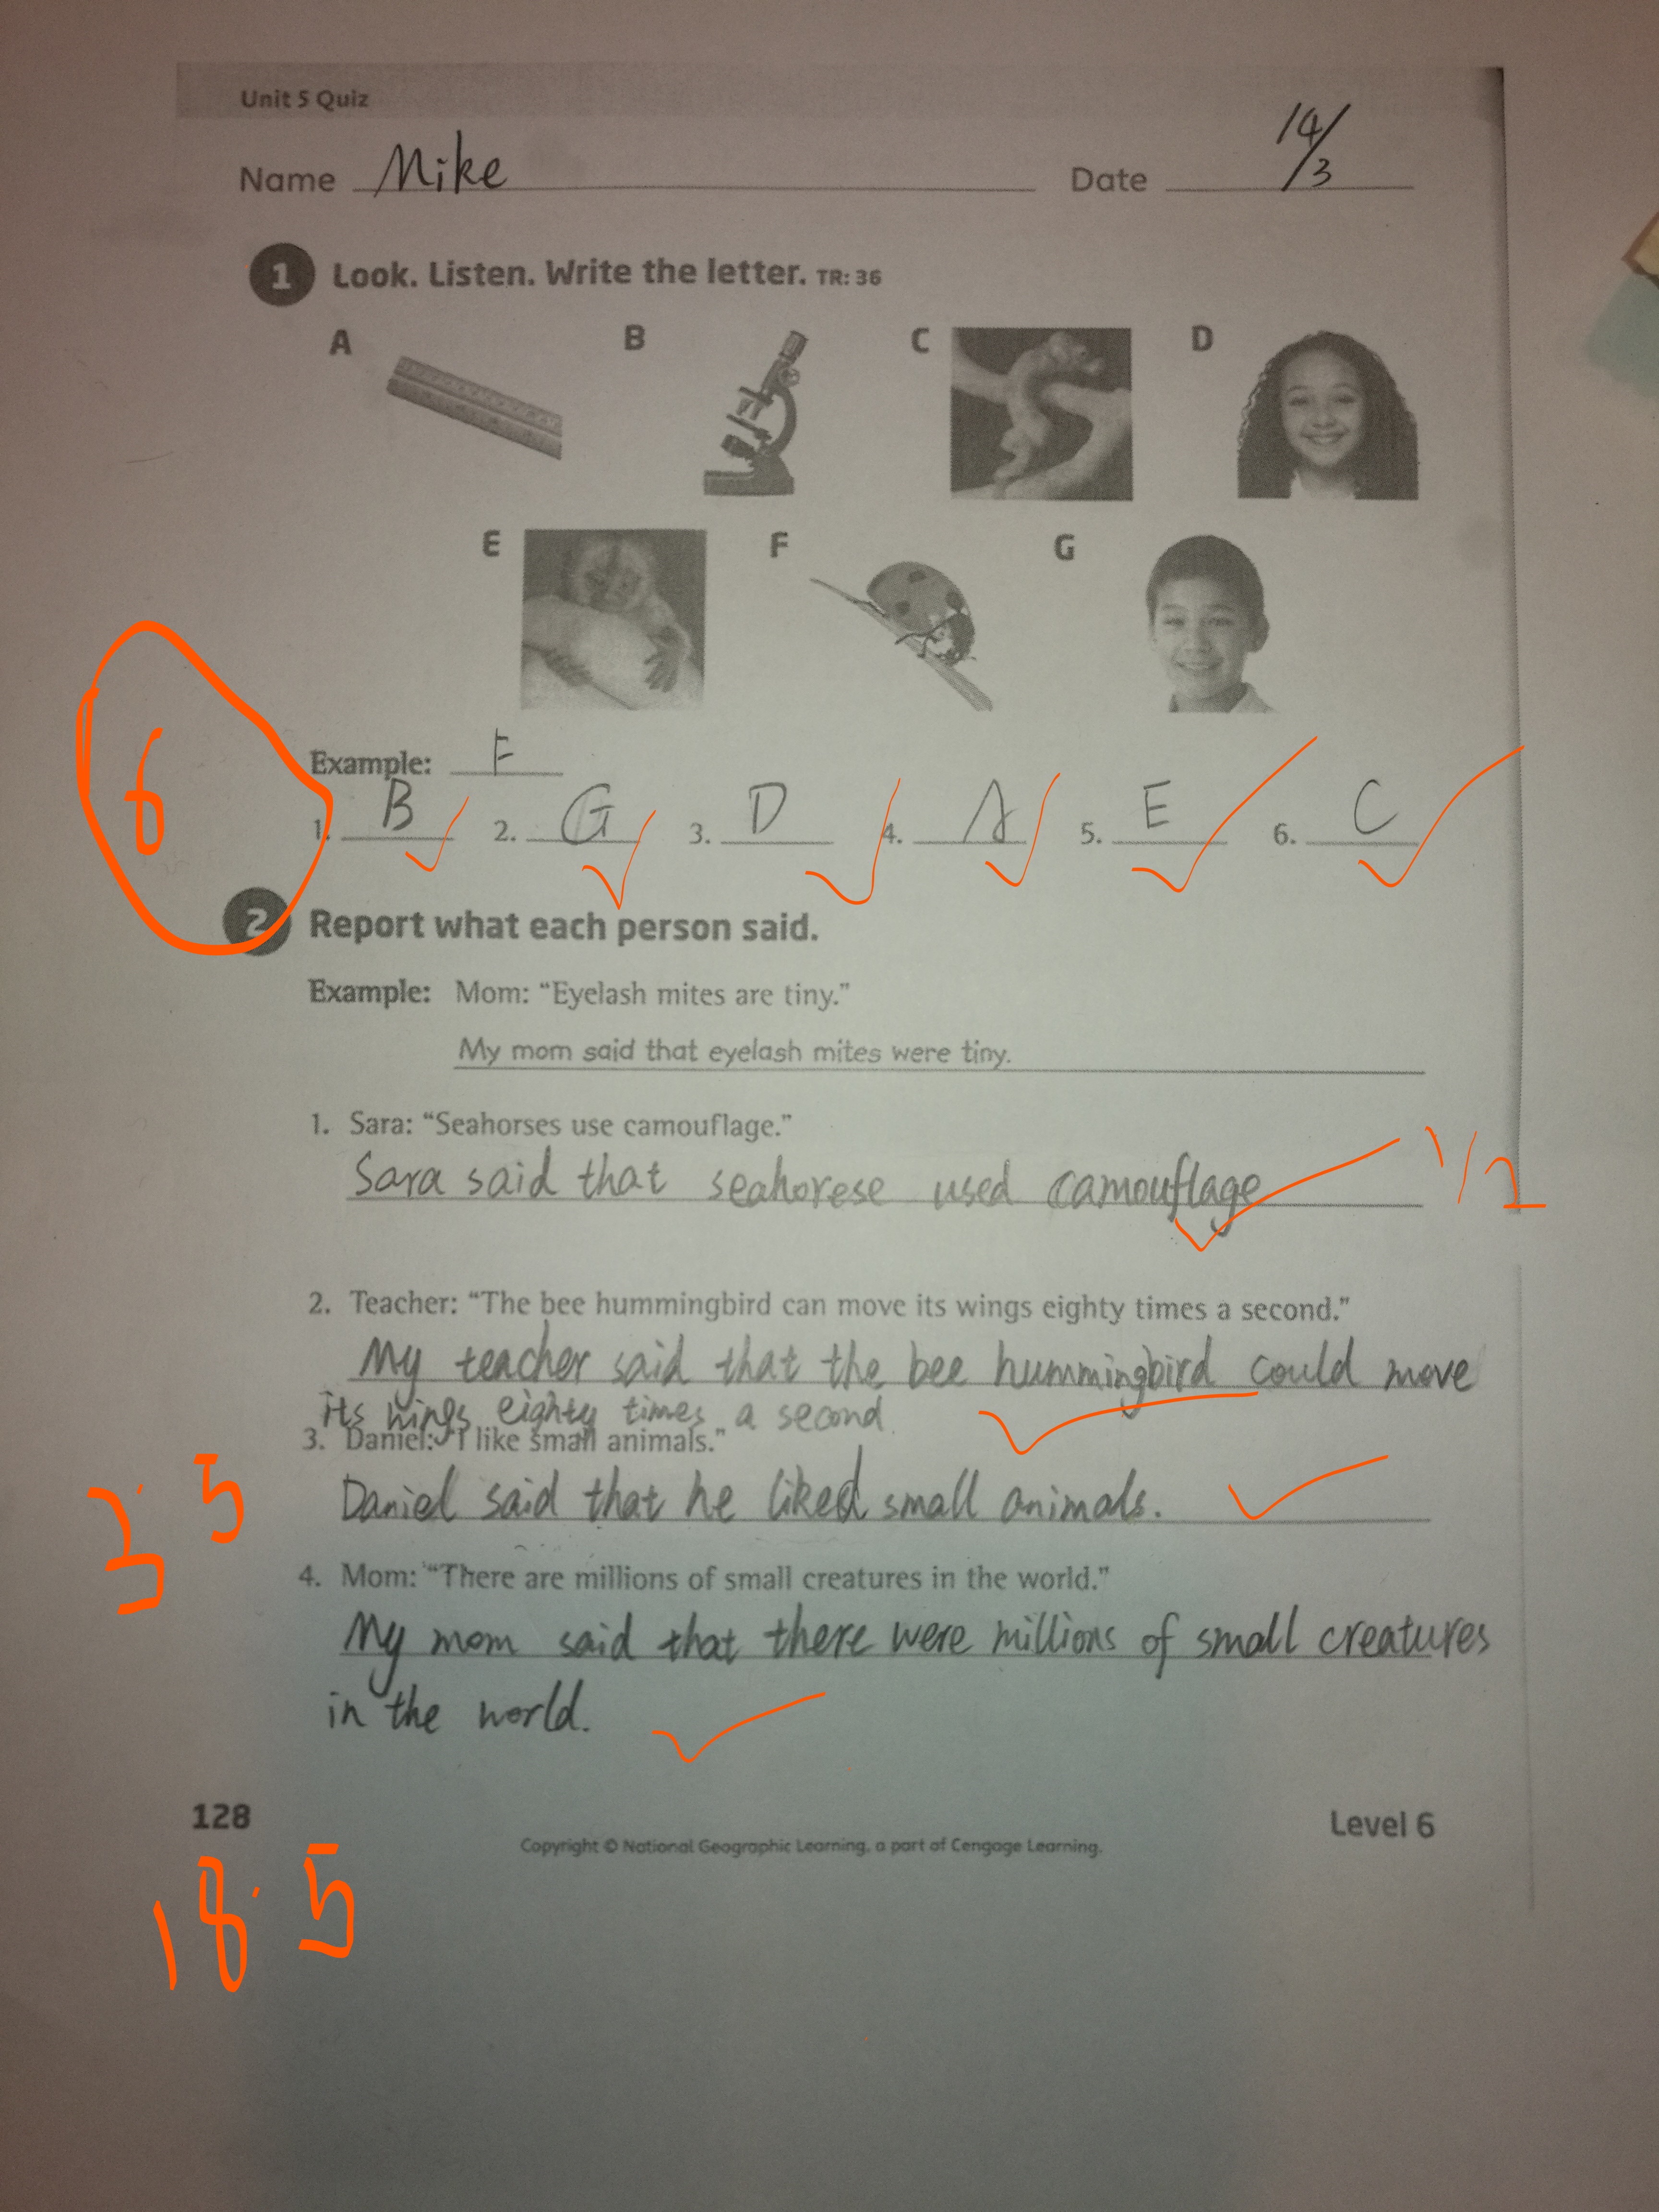 Unit 5 Quiz
Name Mike Date 14/3
1 Look. Listen. Write the letter. TR: 36
A B C D
E F G
Example: F
1. B 2. G 3. D 4. A 5. E 6. C
6
2 Report what each person said.
Example: Mom: “Eyelash mites are tiny.”
My mom said that eyelash mites were tiny.
1. Sara: “Seahorses use camouflage.”
Sara said that seahorese used camouflage 1/2
2. Teacher: “The bee hummingbird can move its wings eighty times a second.”
My teacher said that the bee hummingbird could move
its wings eighty times a second.
3. Daniel: “I like small animals.”
3.5
Daniel said that he liked small animals.
4. Mom: “There are millions of small creatures in the world.”
My mom said that there were millions of small creatures
in the world.
128 Level 6
Copyright © National Geographic Learning, a part of Cengage Learning.
18.5